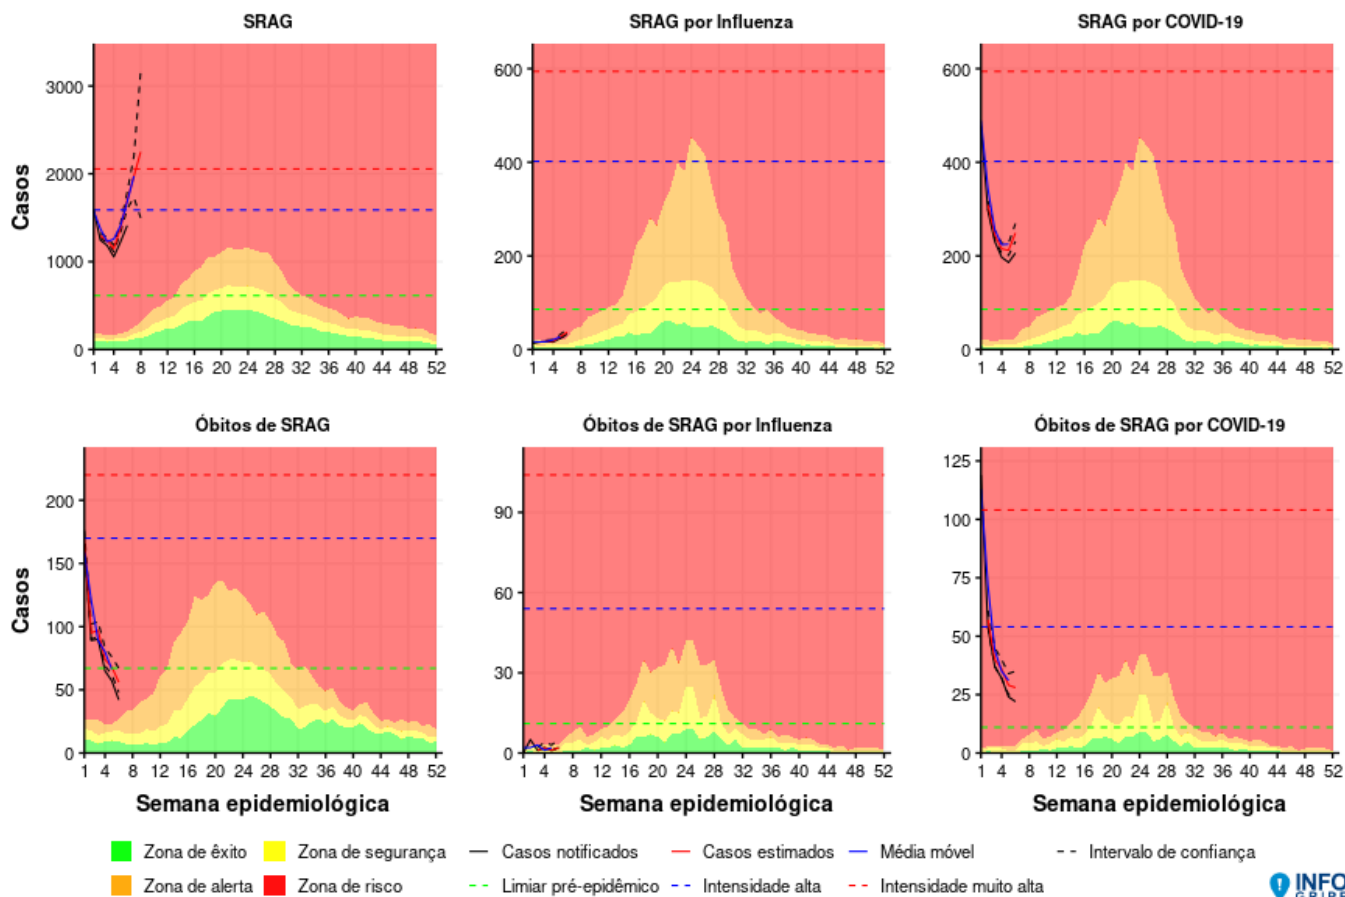 SRAG
SRAG por Influenza
SRAG por COVID-19
Casos
3000
2000
1000
0
1 4 8 12 16 20 24 28 32 36 40 44 48 52
600
400
200
0
1 4 8 12 16 20 24 28 32 36 40 44 48 52
600
400
200
0
1 4 8 12 16 20 24 28 32 36 40 44 48 52
Óbitos de SRAG
Óbitos de SRAG por Influenza
Óbitos de SRAG por COVID-19
Casos
200
150
100
50
0
1 4 8 12 16 20 24 28 32 36 40 44 48 52
90
60
30
0
1 4 8 12 16 20 24 28 32 36 40 44 48 52
125
100
75
50
25
0
1 4 8 12 16 20 24 28 32 36 40 44 48 52
Semana epidemiológica
Semana epidemiológica
Semana epidemiológica
Zona de êxito Zona de segurança Casos notificados Casos estimados Média móvel Intervalo de confiança
Zona de alerta Zona de risco Limiar pré-epidêmico Intensidade alta Intensidade muito alta
INFO
GRIPE